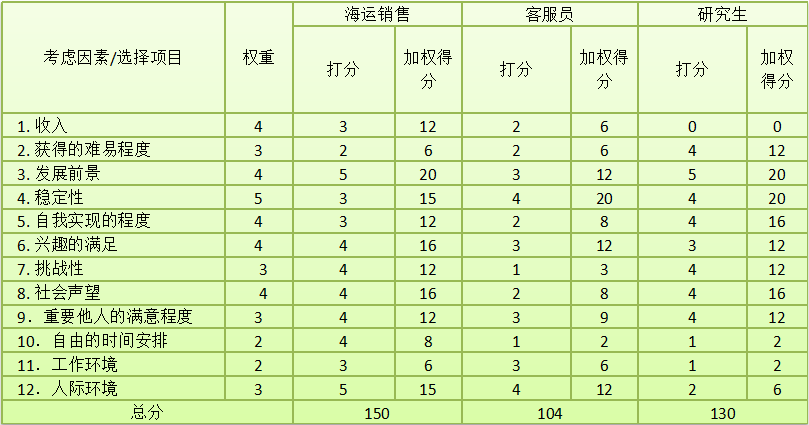 考虑因素/选择项目 权重 海运销售 客服员 研究生
打分 加权得分 打分 加权得分 打分 加权得分
1. 收入 4 3 12 2 6 0 0
2. 获得的难易程度 3 2 6 2 6 4 12
3. 发展前景 4 5 20 3 12 5 20
4. 稳定性 5 3 15 4 20 4 20
5. 自我实现的程度 4 3 12 2 8 4 16
6. 兴趣的满足 4 4 16 3 12 3 12
7. 挑战性 3 4 12 1 3 4 12
8. 社会声望 4 4 16 2 8 4 16
9．重要他人的满意程度 3 4 12 3 9 4 12
10．自由的时间安排 2 4 8 1 2 1 2
11．工作环境 2 3 6 3 6 1 2
12．人际环境 3 5 15 4 12 2 6
总分 150 104 130